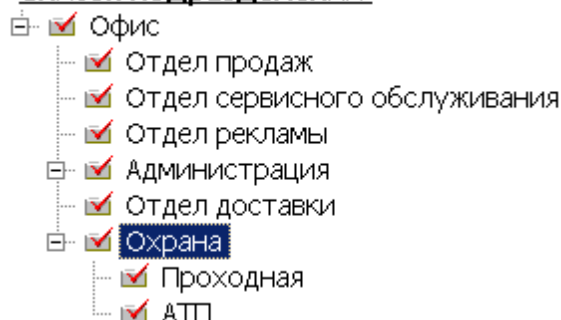 Офис
Отдел продаж
Отдел сервисного обслуживания
Отдел рекламы
Администрация
Отдел доставки
Охрана
Проходная
АТП